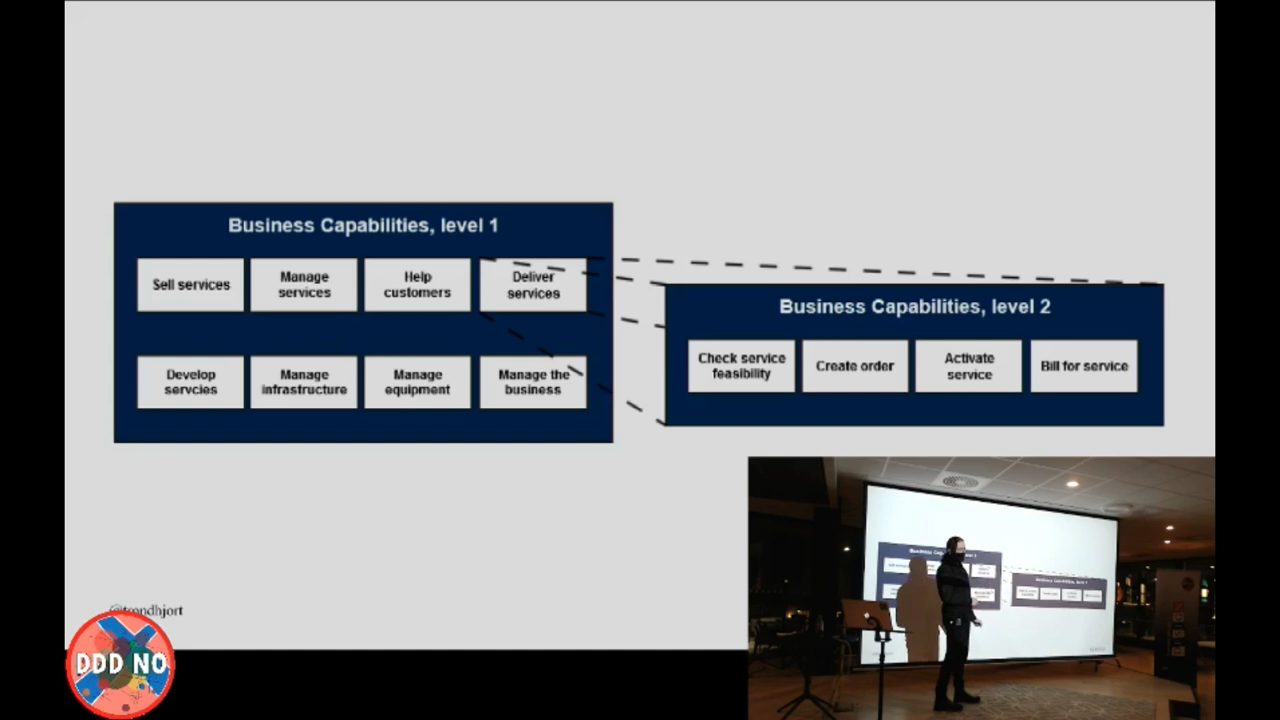 Business Capabilities, level 1
Sell services
Manage
services
Help
customers
Deliver
services
Develop
servcies
Manage
infrastructure
Manage
equipment
Manage the
business
Business Capabilities, level 2
Check service
feasibility
Create order
Activate
service
Bill for service
@trondhjort
DDD NO